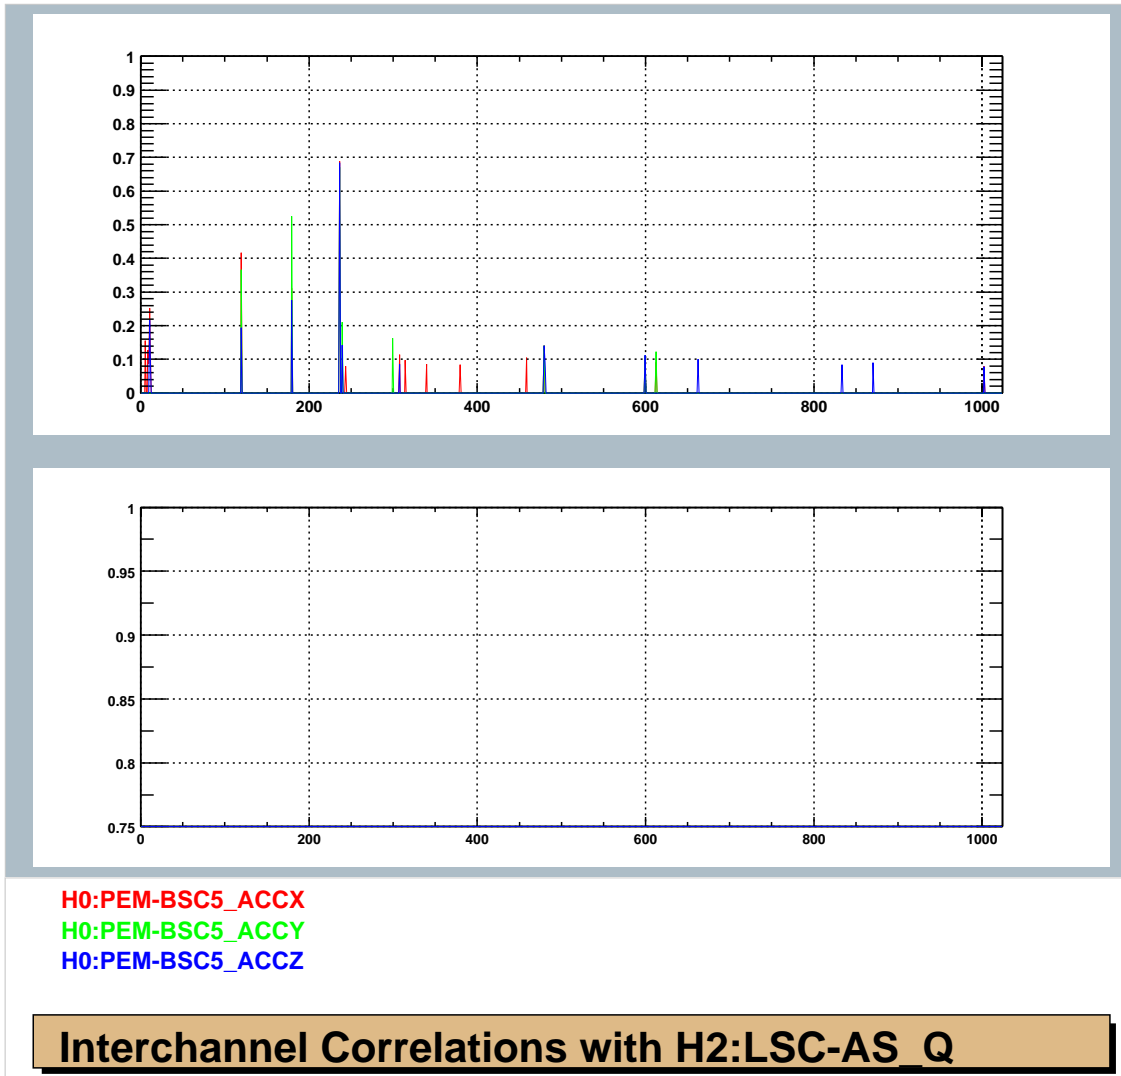 1
0.9
0.8
0.7
0.6
0.5
0.4
0.3
0.2
0.1
0
0 200 400 600 800 1000
1
0.95
0.9
0.85
0.8
0.75
0 200 400 600 800 1000
H0:PEM-BSC5_ACCX
H0:PEM-BSC5_ACCY
H0:PEM-BSC5_ACCZ
Interchannel Correlations with H2:LSC-AS_Q